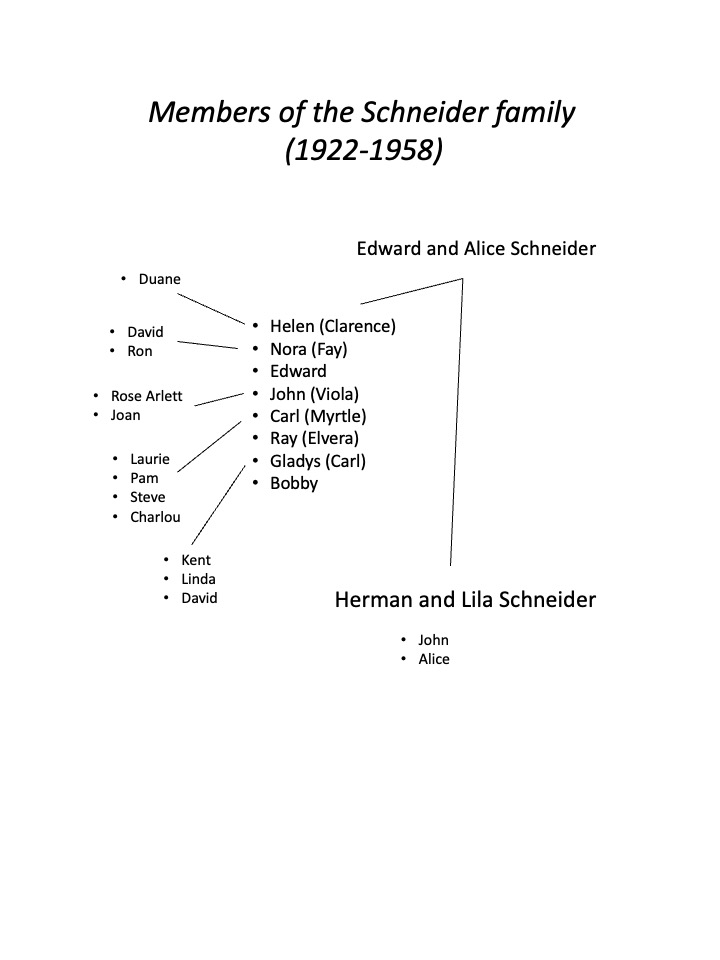 Members of the Schneider family
(1922-1958)
Edward and Alice Schneider
• Duane
• David
• Ron
• Rose Arlett
• Joan
• Laurie
• Pam
• Steve
• Charlou
• Kent
• Linda
• David
• Helen (Clarence)
• Nora (Fay)
• Edward
• John (Viola)
• Carl (Myrtle)
• Ray (Elvera)
• Gladys (Carl)
• Bobby
Herman and Lila Schneider
• John
• Alice